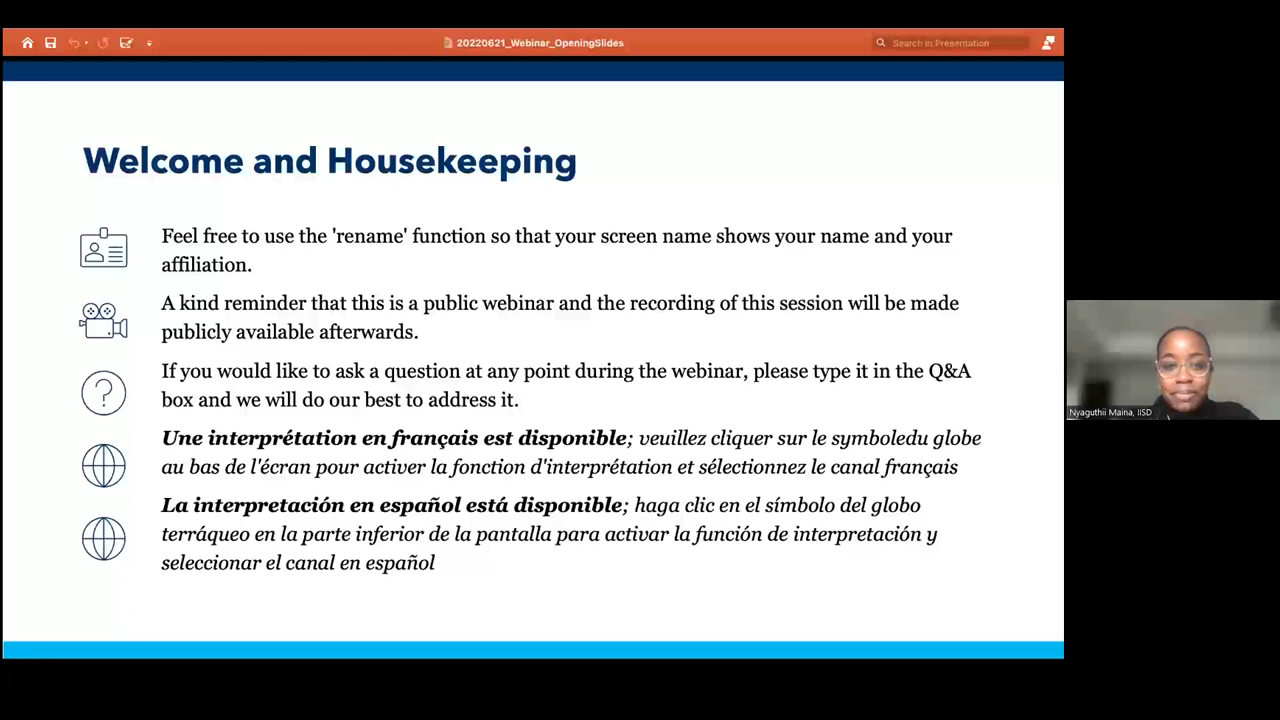 20220621_Webinar_OpeningSlides
Search in Presentation
Welcome and Housekeeping
Feel free to use the 'rename' function so that your screen name shows your name and your
affiliation.
A kind reminder that this is a public webinar and the recording of this session will be made
publicly available afterwards.
If you would like to ask a question at any point during the webinar, please type it in the Q&A
box and we will do our best to address it.
Une interprétation en français est disponible; veuillez cliquer sur le symboledu globe
au bas de l'écran pour activer la fonction d'interprétation et sélectionnez le canal français
La interpretación en español está disponible; haga clic en el símbolo del globo
terráqueo en la parte inferior de la pantalla para activar la función de interpretación y
seleccionar el canal en español
Nyaguthii Maina, IISD